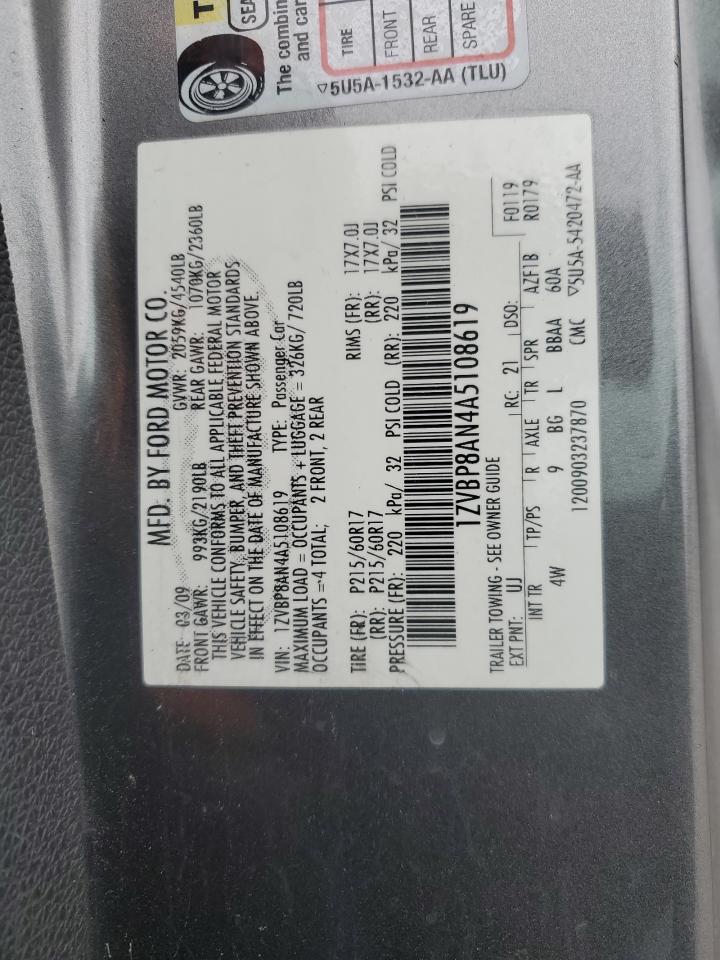 T
SEA
The combin
and car
TIRE
FRONT
REAR
SPARE
5U5A-1532-AA (TLU)
MFD. BY FORD MOTOR CO.
DATE 03/09 GVWR: 2059KG/4540LB
FRONT GAWR: 993KG/2190LB REAR GAWR: 1070KG/2360LB
THIS VEHICLE CONFORMS TO ALL APPLICABLE FEDERAL MOTOR
VEHICLE SAFETY, BUMPER, AND THEFT PREVENTION STANDARDS
IN EFFECT ON THE DATE OF MANUFACTURE SHOWN ABOVE.
VIN: 1ZVBP8AN4A5108619 TYPE: Passenger Car
MAXIMUM LOAD = OCCUPANTS + LUGGAGE = 326KG/ 720LB
OCCUPANTS = 4 TOTAL; 2 FRONT, 2 REAR
TIRE (FR): P215/60R17 RIMS (FR): 17X7.0J
(RR): P215/60R17 (RR): 17X7.0J
PRESSURE (FR): 220 kPa/ 32 PSI COLD (RR): 220 kPa/ 32 PSI COLD
1ZVBP8AN4A5108619
TRAILER TOWING - SEE OWNER GUIDE F0119
EXT PNT: UJ RC: 21 DSO: R0179
INT TR TP/PS R AXLE TR SPR AZF1B
4W 9 BG L BBAA 60A
1200903237870 CMC 5U5A-5420472-AA